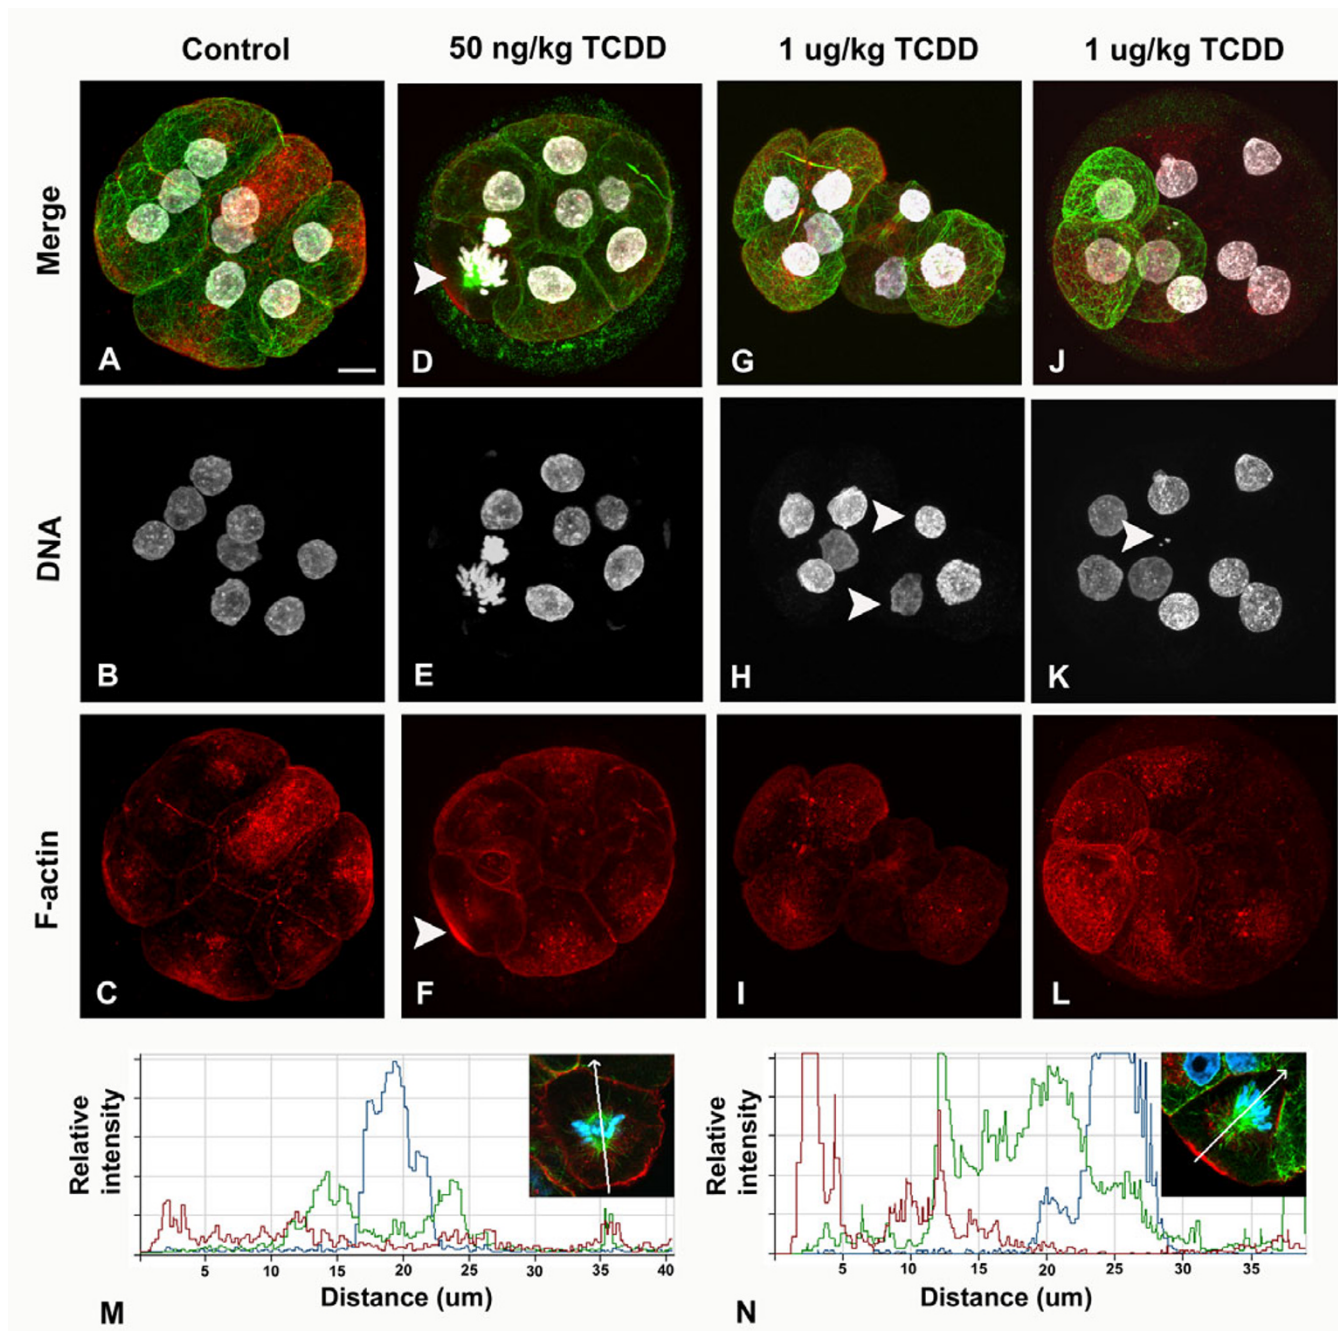 Control 50 ng/kg TCDD 1 ug/kg TCDD 1 ug/kg TCDD
Merge
A D G J
DNA
B E H K
F-actin
C F I L
Relative
intensity
5 10 15 20 25 30 35 40
Distance (um)
M
Relative
intensity
5 10 15 20 25 30 35
Distance (um)
N